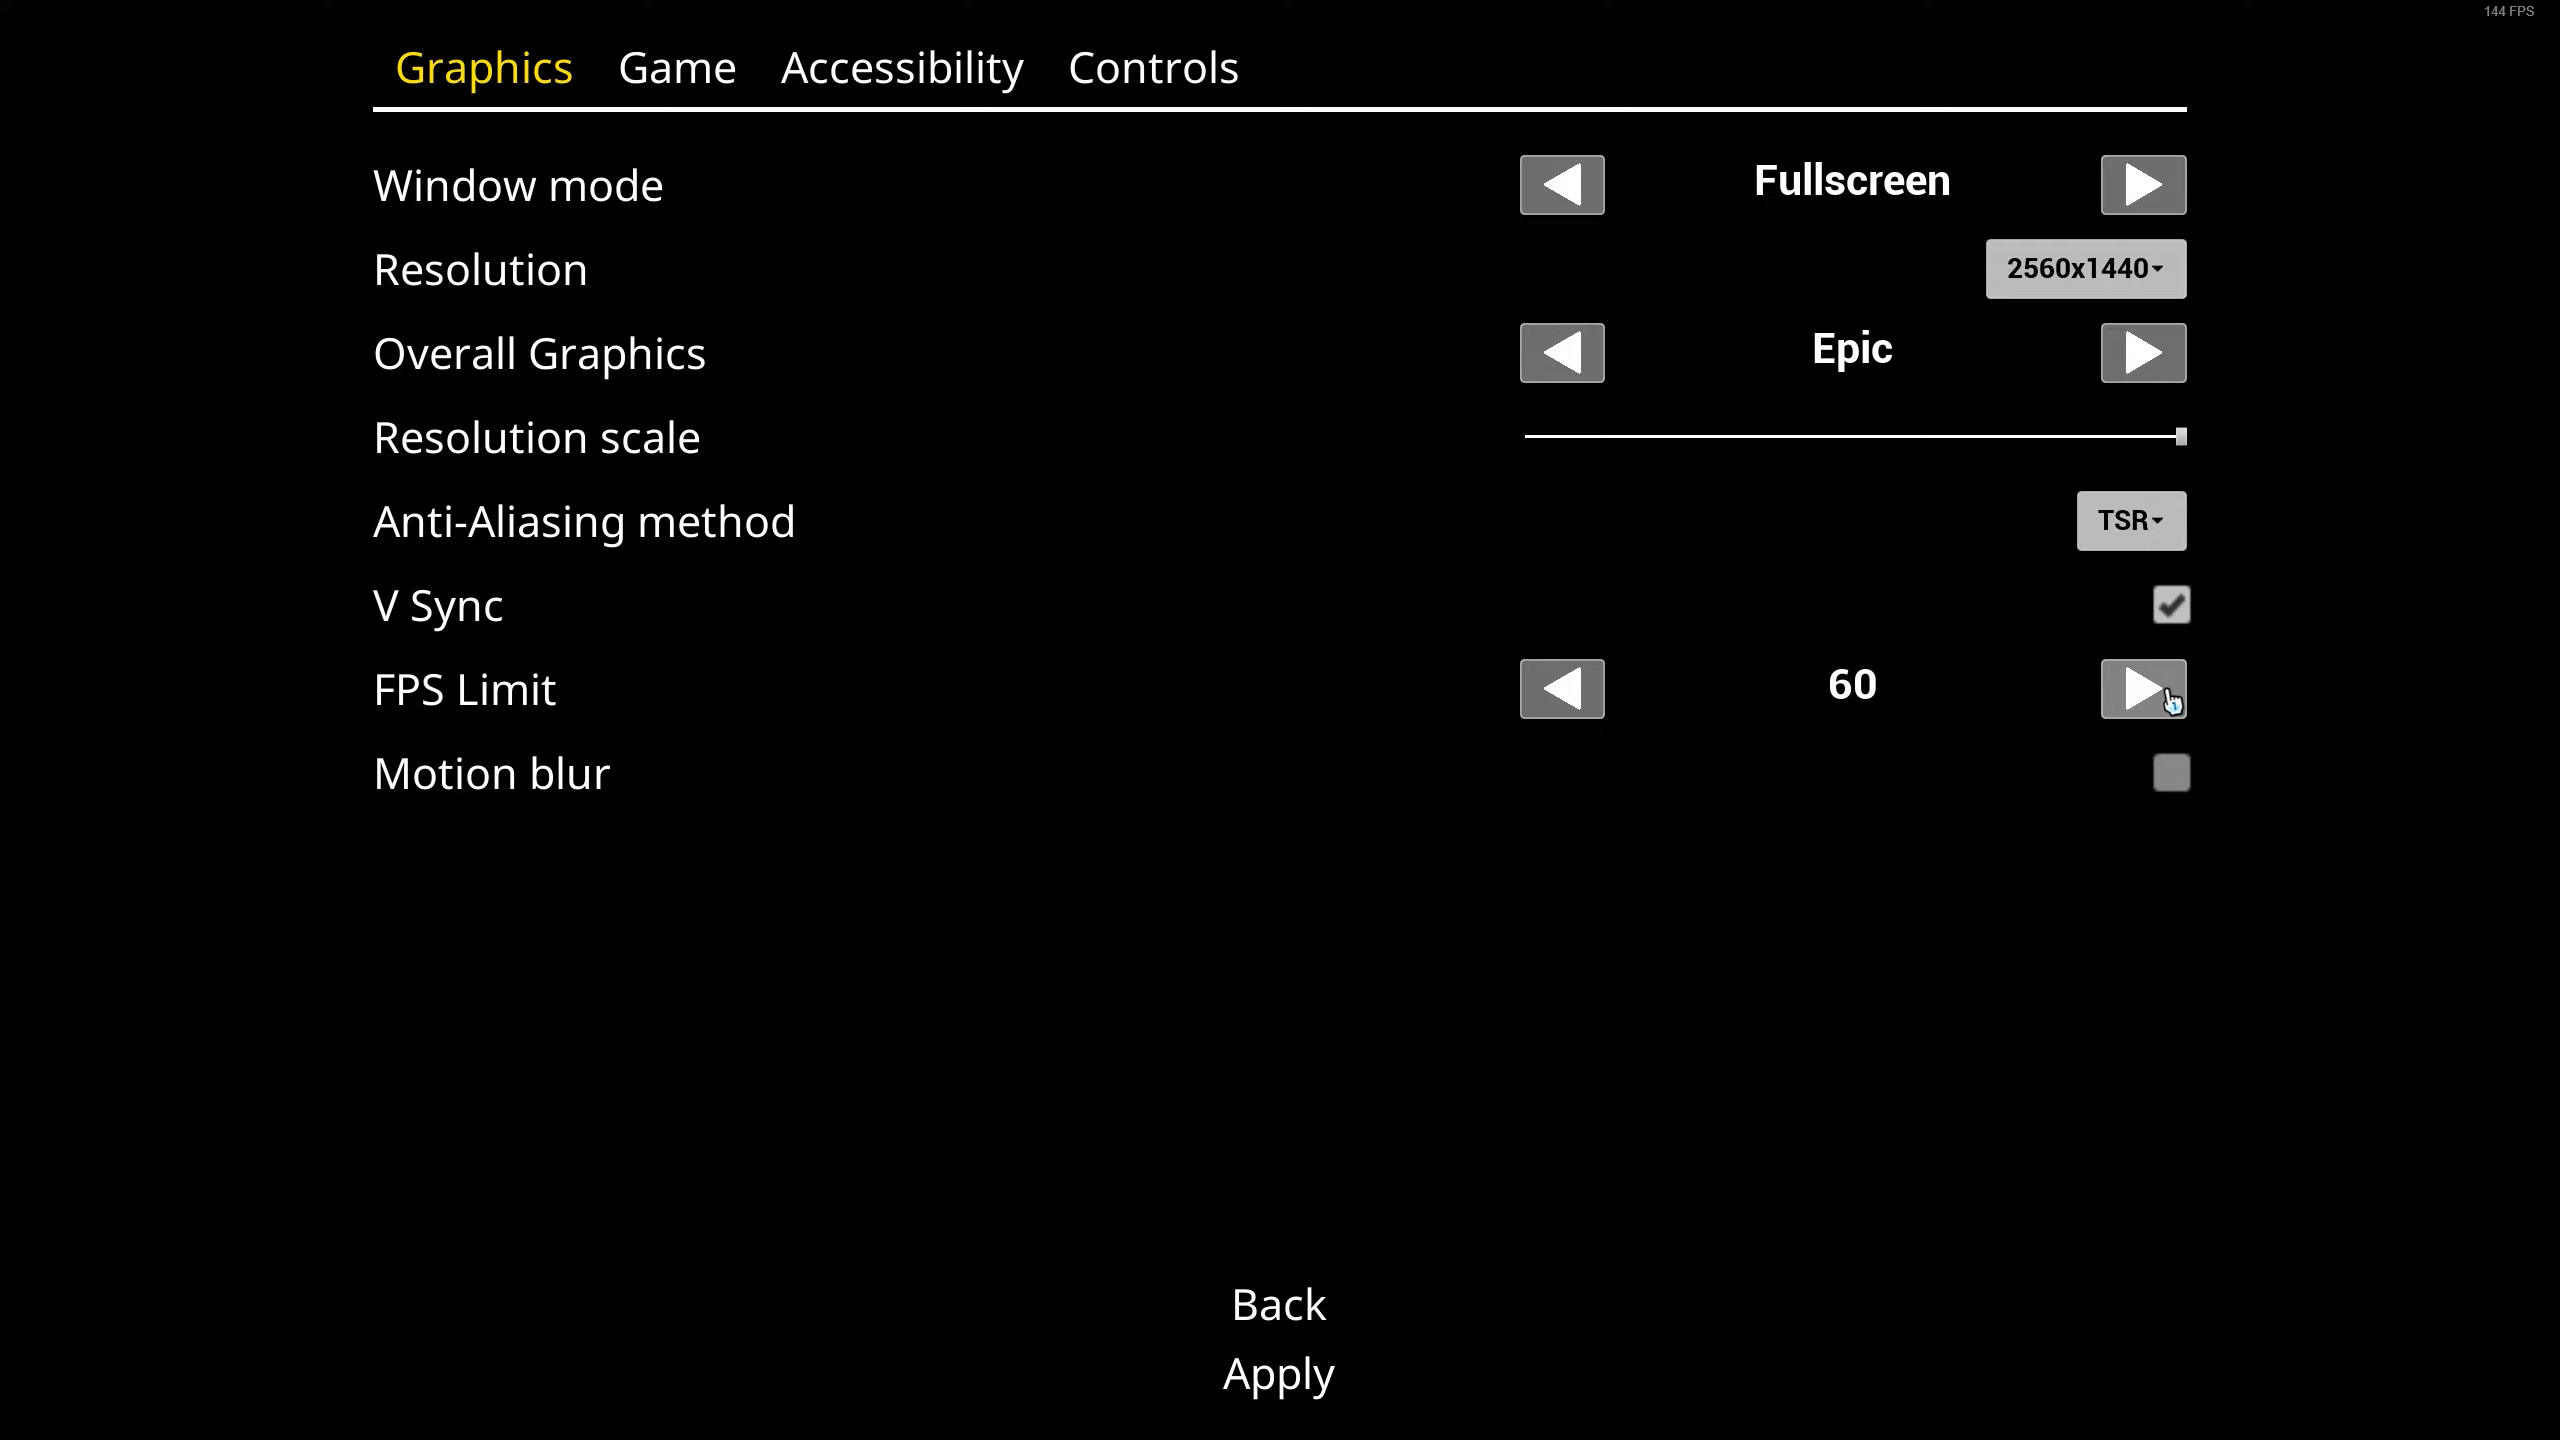 144 FPS
Graphics Game Accessibility Controls
Window mode Fullscreen
Resolution 2560x1440
Overall Graphics Epic
Resolution scale
Anti-Aliasing method TSR
V Sync
FPS Limit 60
Motion blur
Back
Apply